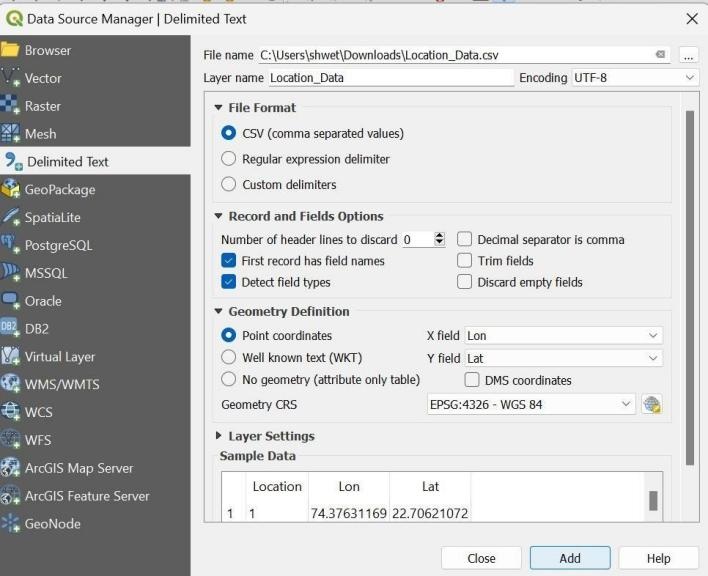 Data Source Manager | Delimited Text
Browser
Vector
Raster
Mesh
Delimited Text
GeoPackage
SpatiaLite
PostgreSQL
MSSQL
Oracle
DB2 DB2
Virtual Layer
WMS/WMTS
WCS
WFS
ArcGIS Map Server
ArcGIS Feature Server
GeoNode
File name C:\Users\shwet\Downloads\Location_Data.csv ...
Layer name Location_Data Encoding UTF-8
File Format
CSV (comma separated values)
Regular expression delimiter
Custom delimiters
Record and Fields Options
Number of header lines to discard 0 Decimal separator is comma
First record has field names Trim fields
Detect field types Discard empty fields
Geometry Definition
Point coordinates X field Lon
Well known text (WKT) Y field Lat
No geometry (attribute only table) DMS coordinates
Geometry CRS EPSG:4326 - WGS 84
Layer Settings
Sample Data
Location Lon Lat
1 1 74.37631169 22.70621072
Close Add Help